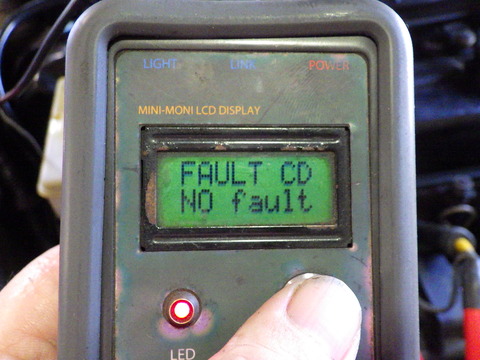 LIGHT LINK POWER
MINI-MONI LCD DISPLAY
FAULT CD
NO fault
LED